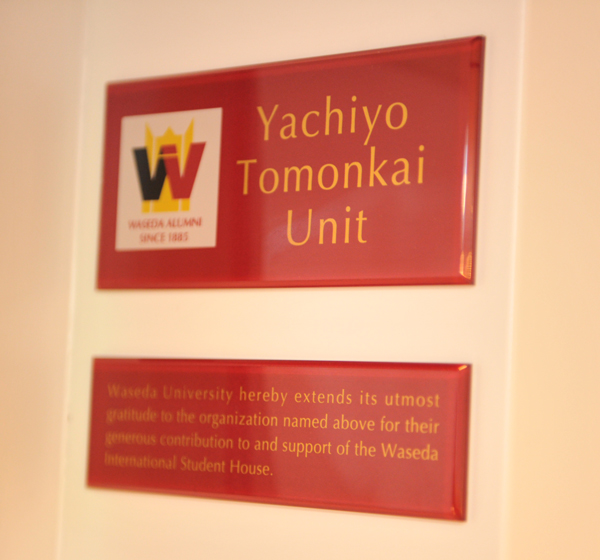 Yachiyo
Tomonkai
Unit
W
WASEDA ALUMNI
SINCE 1885
Waseda University hereby extends its utmost
gratitude to the organization named above for their
generous contribution to and support of the Waseda
International Student House.